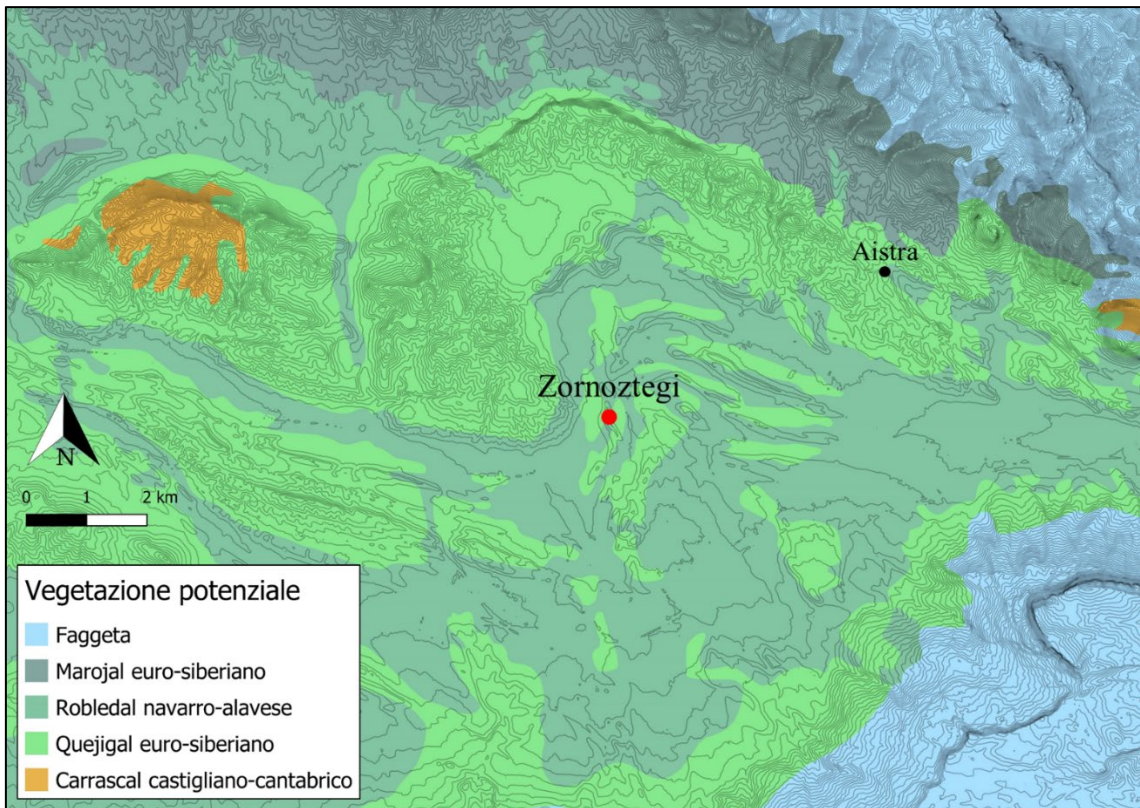 Aistra
Zornoztegi
N
0 1 2 km
Vegetazione potenziale
Faggeta
Marojal euro-siberiano
Robledal navarro-alavese
Quejigal euro-siberiano
Carrascal castigliano-cantabrico